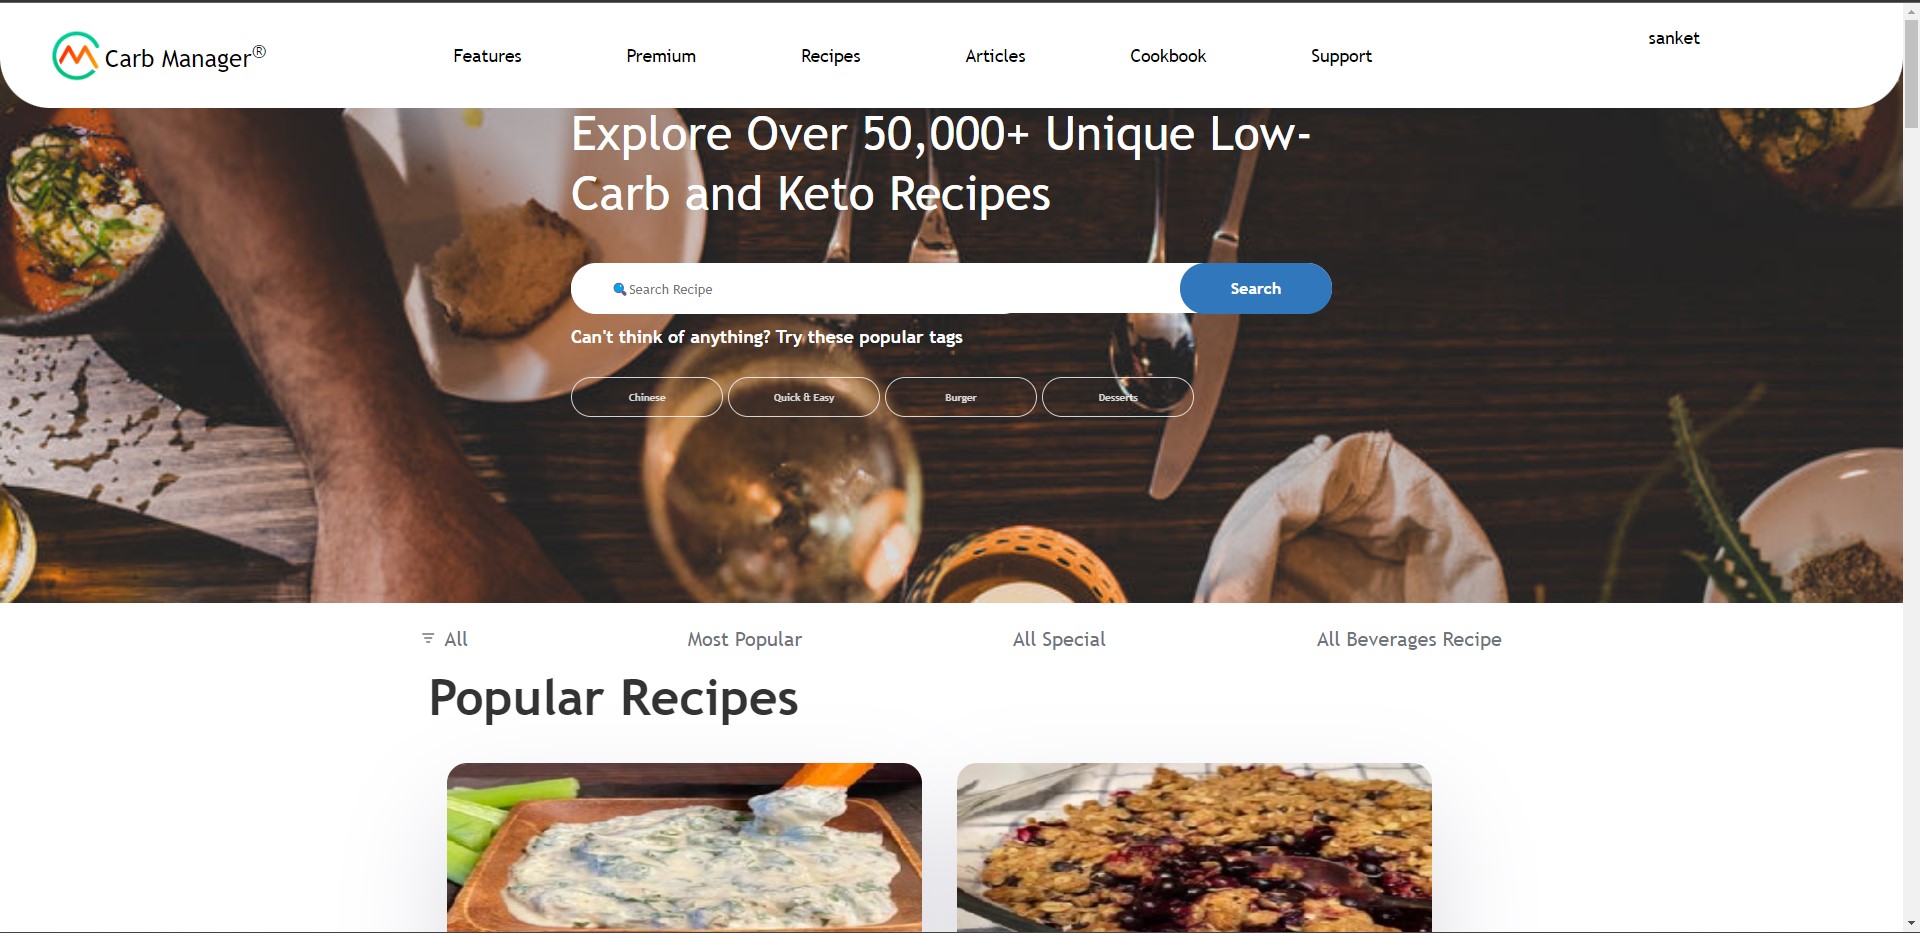 Carb Manager®
Features
Premium
Recipes
Articles
Cookbook
Support
sanket
Explore Over 50,000+ Unique Low-
Carb and Keto Recipes
Search Recipe
Search
Can't think of anything? Try these popular tags
Chinese
Quick & Easy
Burger
Desserts
All
Most Popular
All Special
All Beverages Recipe
Popular Recipes